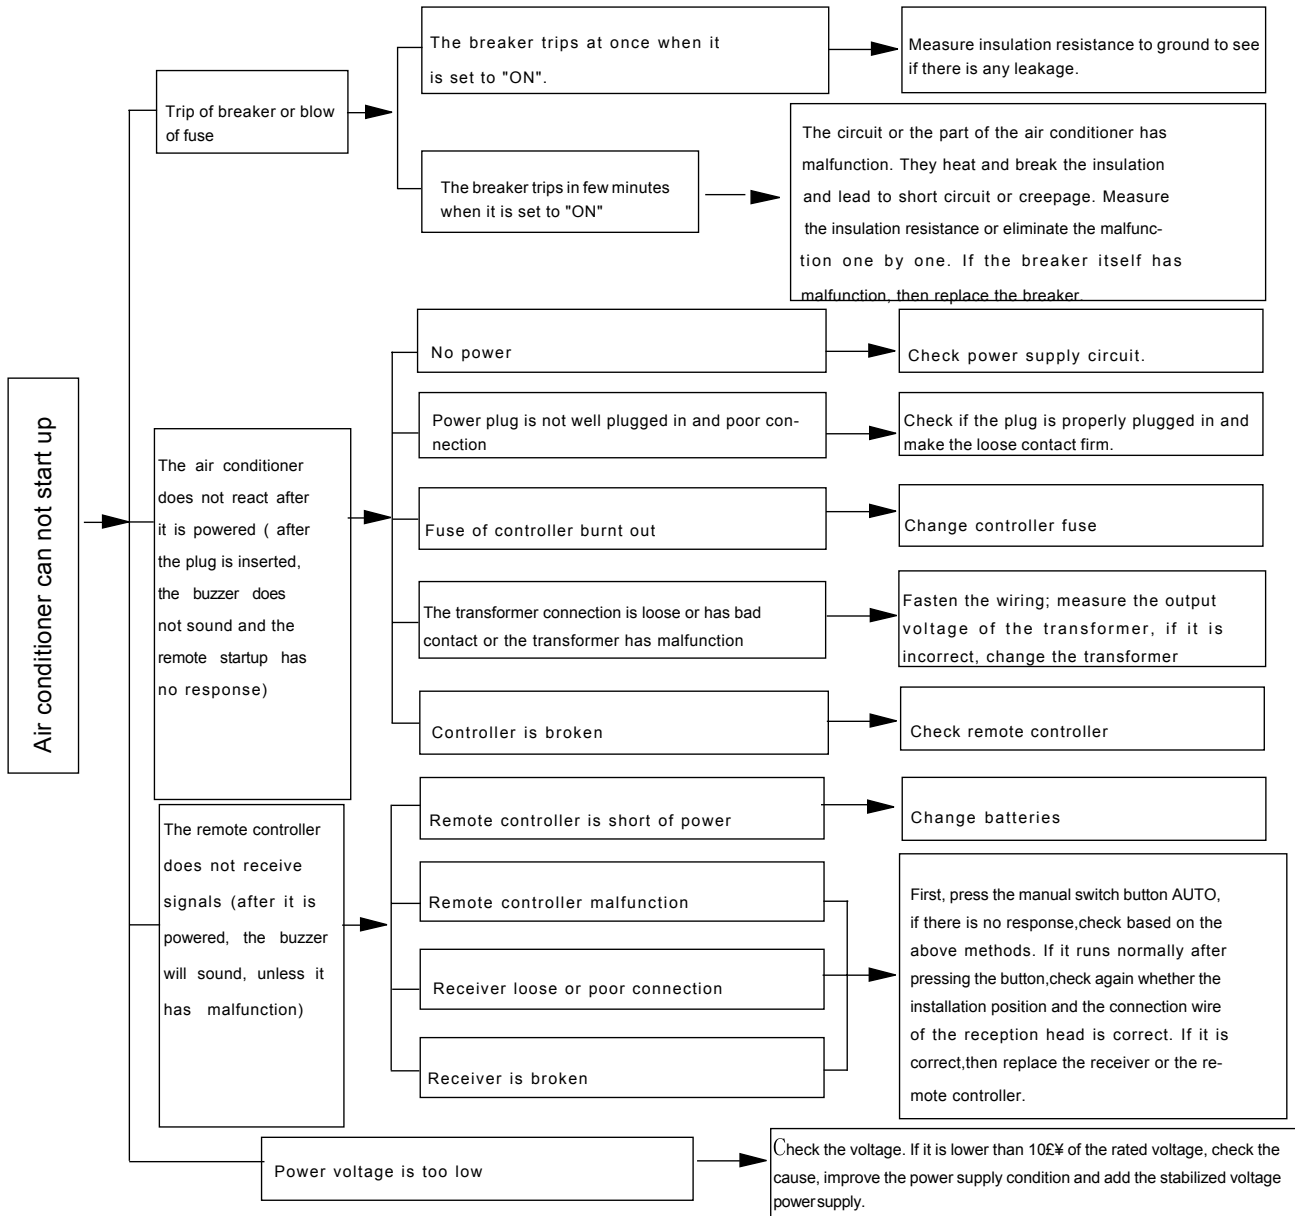 Air conditioner can not start up
Trip of breaker or blow
of fuse
The breaker trips at once when it
is set to "ON".
Measure insulation resistance to ground to see
if there is any leakage.
The breaker trips in few minutes
when it is set to "ON"
The circuit or the part of the air conditioner has
malfunction. They heat and break the insulation
and lead to short circuit or creepage. Measure
the insulation resistance or eliminate the malfunc-
tion one by one. If the breaker itself has
malfunction, then replace the breaker.
The air conditioner
does not react after
it is powered ( after
the plug is inserted,
the buzzer does
not sound and the
remote startup has
no response)
No power
Check power supply circuit.
Power plug is not well plugged in and poor con-
nection
Check if the plug is properly plugged in and
make the loose contact firm.
Fuse of controller burnt out
Change controller fuse
The transformer connection is loose or has bad
contact or the transformer has malfunction
Fasten the wiring; measure the output
voltage of the transformer, if it is
incorrect, change the transformer
Controller is broken
Check remote controller
The remote controller
does not receive
signals (after it is
powered, the buzzer
will sound, unless it
has malfunction)
Remote controller is short of power
Change batteries
Remote controller malfunction
Receiver loose or poor connection
Receiver is broken
First, press the manual switch button AUTO,
if there is no response,check based on the
above methods. If it runs normally after
pressing the button,check again whether the
installation position and the connection wire
of the reception head is correct. If it is
correct,then replace the receiver or the re-
mote controller.
Power voltage is too low
Check the voltage. If it is lower than 10£¥ of the rated voltage, check the
cause, improve the power supply condition and add the stabilized voltage
power supply.